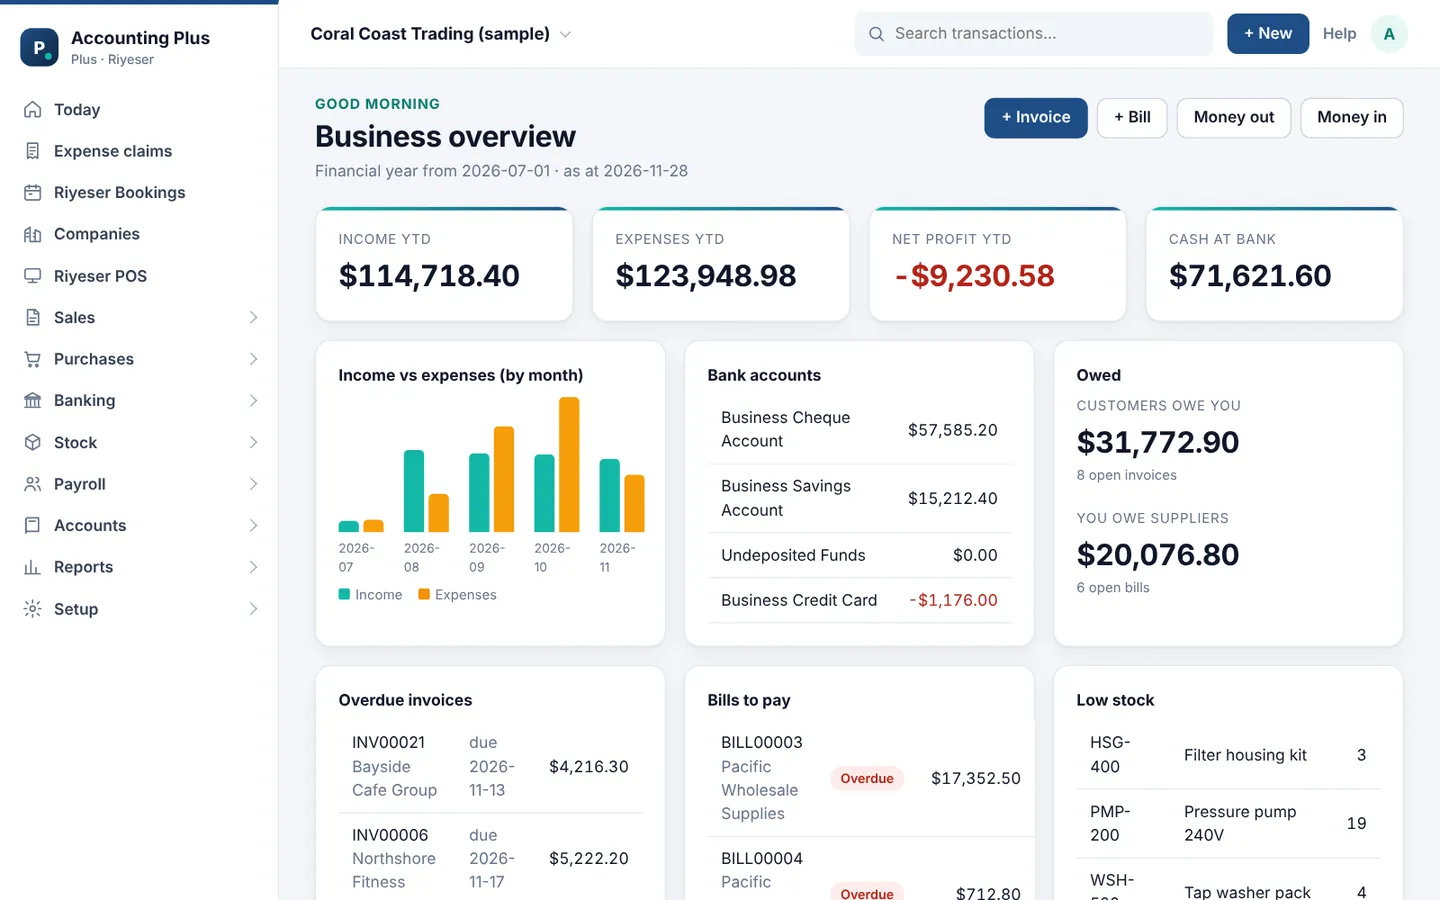 P.
Accounting Plus
Plus · Riyeser
Today
Expense claims
Riyeser Bookings
Companies
Riyeser POS
Sales
Purchases
Banking
Stock
Payroll
Accounts
Reports
Setup
Coral Coast Trading (sample)
Search transactions...
+ New
Help
A
GOOD MORNING
Business overview
Financial year from 2026-07-01 · as at 2026-11-28
+ Invoice
+ Bill
Money out
Money in
INCOME YTD
$114,718.40
EXPENSES YTD
$123,948.98
NET PROFIT YTD
-$9,230.58
CASH AT BANK
$71,621.60
Income vs expenses (by month)
2026-
07
2026-
08
2026-
09
2026-
10
2026-
11
Income
Expenses
Bank accounts
Business Cheque
Account
$57,585.20
Business Savings
Account
$15,212.40
Undeposited Funds
$0.00
Business Credit Card
-$1,176.00
Owed
CUSTOMERS OWE YOU
$31,772.90
8 open invoices
YOU OWE SUPPLIERS
$20,076.80
6 open bills
Overdue invoices
INV00021
Bayside
Cafe Group
due
2026-
11-13
$4,216.30
INV00006
Northshore
Fitness
due
2026-
11-17
$5,222.20
Bills to pay
BILL00003
Pacific
Wholesale
Supplies
Overdue
$17,352.50
BILL00004
Pacific
Overdue
$712.80
Low stock
HSG-
400
Filter housing kit
3
PMP-
200
Pressure pump
240V
19
WSH-
Tap washer pack
4